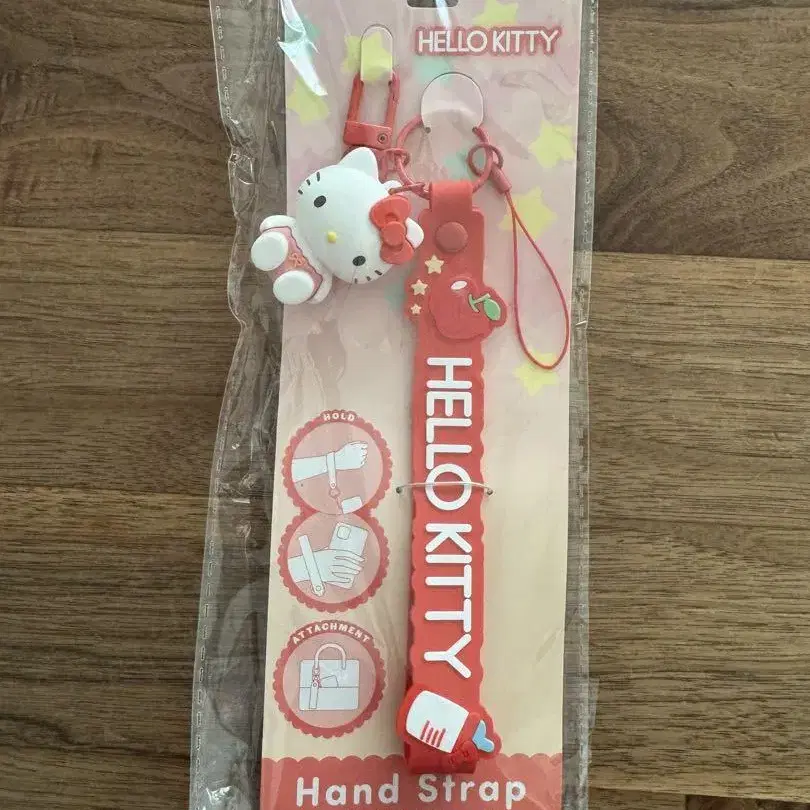 HELLO KITTY
HELLO KITTY
HOLD
ATTACHMENT
Hand Strap